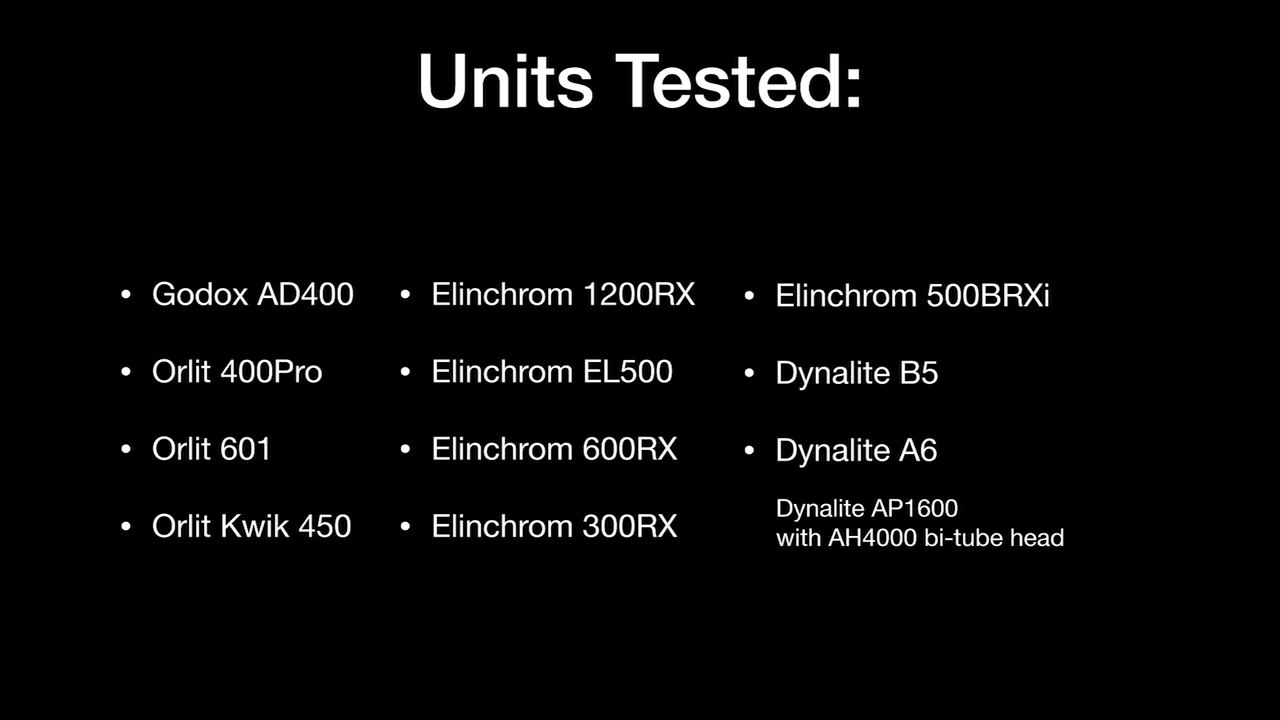 Units Tested:
• Godox AD400
• Orlit 400Pro
• Orlit 601
• Orlit Kwik 450
• Elinchrom 1200RX
• Elinchrom EL500
• Elinchrom 600RX
• Elinchrom 300RX
• Elinchrom 500BRXi
• Dynalite B5
• Dynalite A6
Dynalite AP1600
with AH4000 bi-tube head